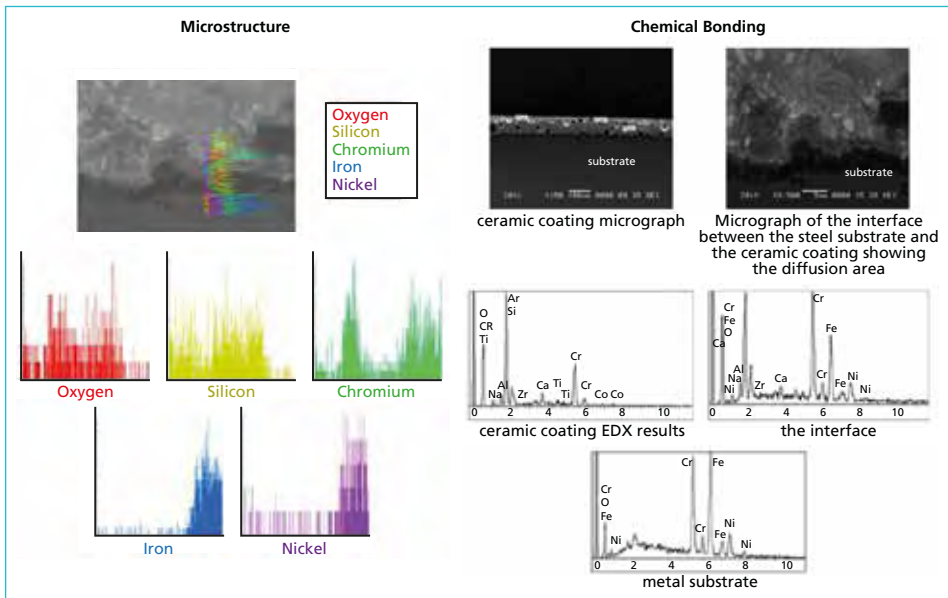 Microstructure
Chemical Bonding
Oxygen
Silicon
Chromium
Iron
Nickel
substrate
substrate
ceramic coating micrograph
Micrograph of the interface
between the steel substrate and
the ceramic coating showing
the diffusion area
Oxygen
Silicon
Chromium
Iron
Nickel
O
CR
Ti
Ar
Si
Na
Al
Zr
Ca
Ti
Ti
Cr
Cr
Co Co
0 2 4 6 8 10
ceramic coating EDX results
Cr
Fe
O
Ca
Al
Na
Ni
Zr
Ca
Cr
Cr
Fe
Fe
Ni
Ni
0 2 4 6 8 10
the interface
Cr
O
Fe
Ni
Cr
Cr
Fe
Fe
Ni
Ni
0 2 4 6 8 10
metal substrate